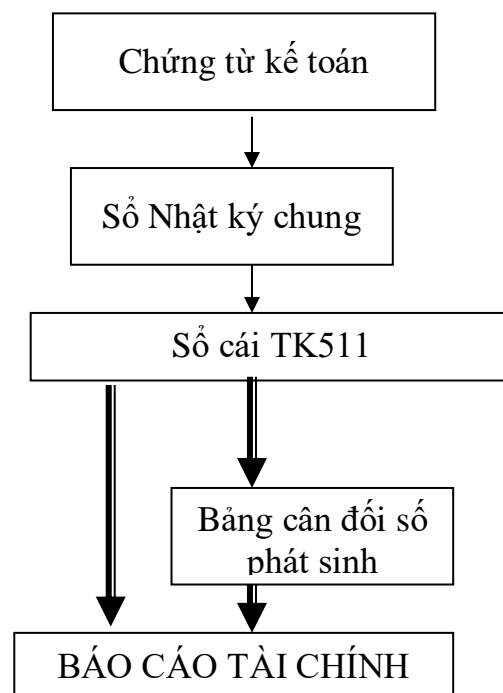 Chứng từ kế toán
Sổ Nhật ký chung
Sổ cái TK511
Bảng cân đối số
phát sinh
BÁO CÁO TÀI CHÍNH